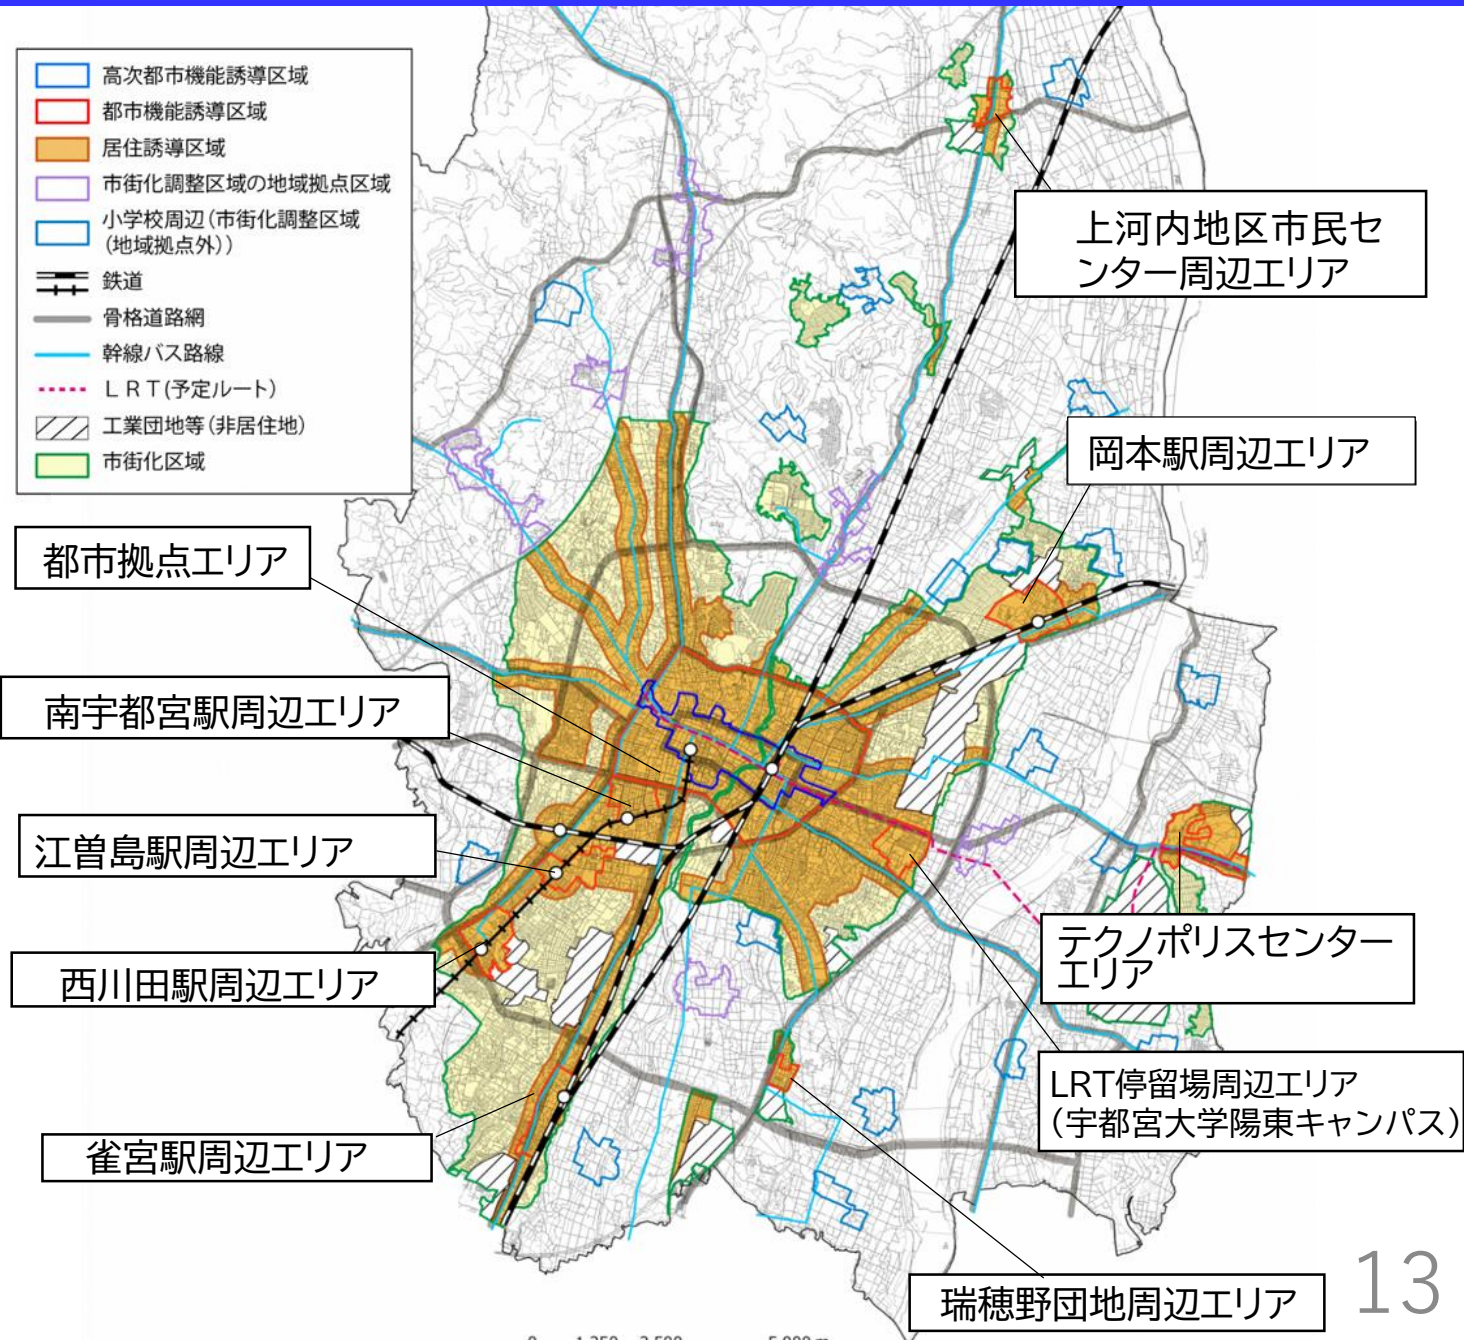 高次都市機能誘導区域
都市機能誘導区域
居住誘導区域
市街化調整区域の地域拠点区域
小学校周辺(市街化調整区域
(地域拠点外))
鉄道
骨格道路網
幹線バス路線
ＬＲＴ(予定ルート)
工業団地等(非居住地)
市街化区域
上河内地区市民セ
ンター周辺エリア
岡本駅周辺エリア
都市拠点エリア
南宇都宮駅周辺エリア
江曽島駅周辺エリア
西川田駅周辺エリア
雀宮駅周辺エリア
テクノポリスセンター
エリア
LRT停留場周辺エリア
(宇都宮大学陽東キャンパス)
瑞穂野団地周辺エリア
13